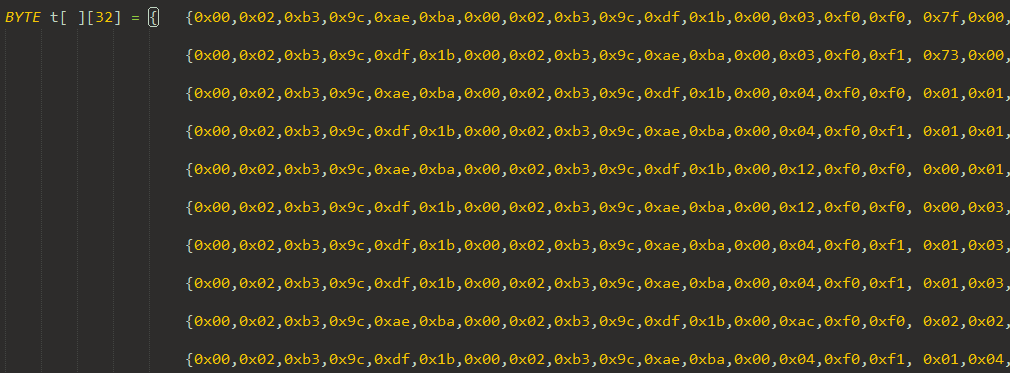 BYTE t[ ][32] = { {0x00,0x02,0xb3,0x9c,0xae,0xba,0x00,0x02,0xb3,0x9c,0xdf,0x1b,0x00,0x03,0xf0,0xf0, 0x7f,0x00,
{0x00,0x02,0xb3,0x9c,0xdf,0x1b,0x00,0x02,0xb3,0x9c,0xae,0xba,0x00,0x03,0xf0,0xf1, 0x73,0x00,
{0x00,0x02,0xb3,0x9c,0xae,0xba,0x00,0x02,0xb3,0x9c,0xdf,0x1b,0x00,0x04,0xf0,0xf0, 0x01,0x01,
{0x00,0x02,0xb3,0x9c,0xdf,0x1b,0x00,0x02,0xb3,0x9c,0xae,0xba,0x00,0x04,0xf0,0xf1, 0x01,0x01,
{0x00,0x02,0xb3,0x9c,0xae,0xba,0x00,0x02,0xb3,0x9c,0xdf,0x1b,0x00,0x12,0xf0,0xf0, 0x00,0x01,
{0x00,0x02,0xb3,0x9c,0xdf,0x1b,0x00,0x02,0xb3,0x9c,0xae,0xba,0x00,0x12,0xf0,0xf0, 0x00,0x03,
{0x00,0x02,0xb3,0x9c,0xdf,0x1b,0x00,0x02,0xb3,0x9c,0xae,0xba,0x00,0x04,0xf0,0xf1, 0x01,0x03,
{0x00,0x02,0xb3,0x9c,0xdf,0x1b,0x00,0x02,0xb3,0x9c,0xae,0xba,0x00,0x04,0xf0,0xf1, 0x01,0x03,
{0x00,0x02,0xb3,0x9c,0xae,0xba,0x00,0x02,0xb3,0x9c,0xdf,0x1b,0x00,0xac,0xf0,0xf0, 0x02,0x02,
{0x00,0x02,0xb3,0x9c,0xdf,0x1b,0x00,0x02,0xb3,0x9c,0xae,0xba,0x00,0x04,0xf0,0xf1, 0x01,0x04,